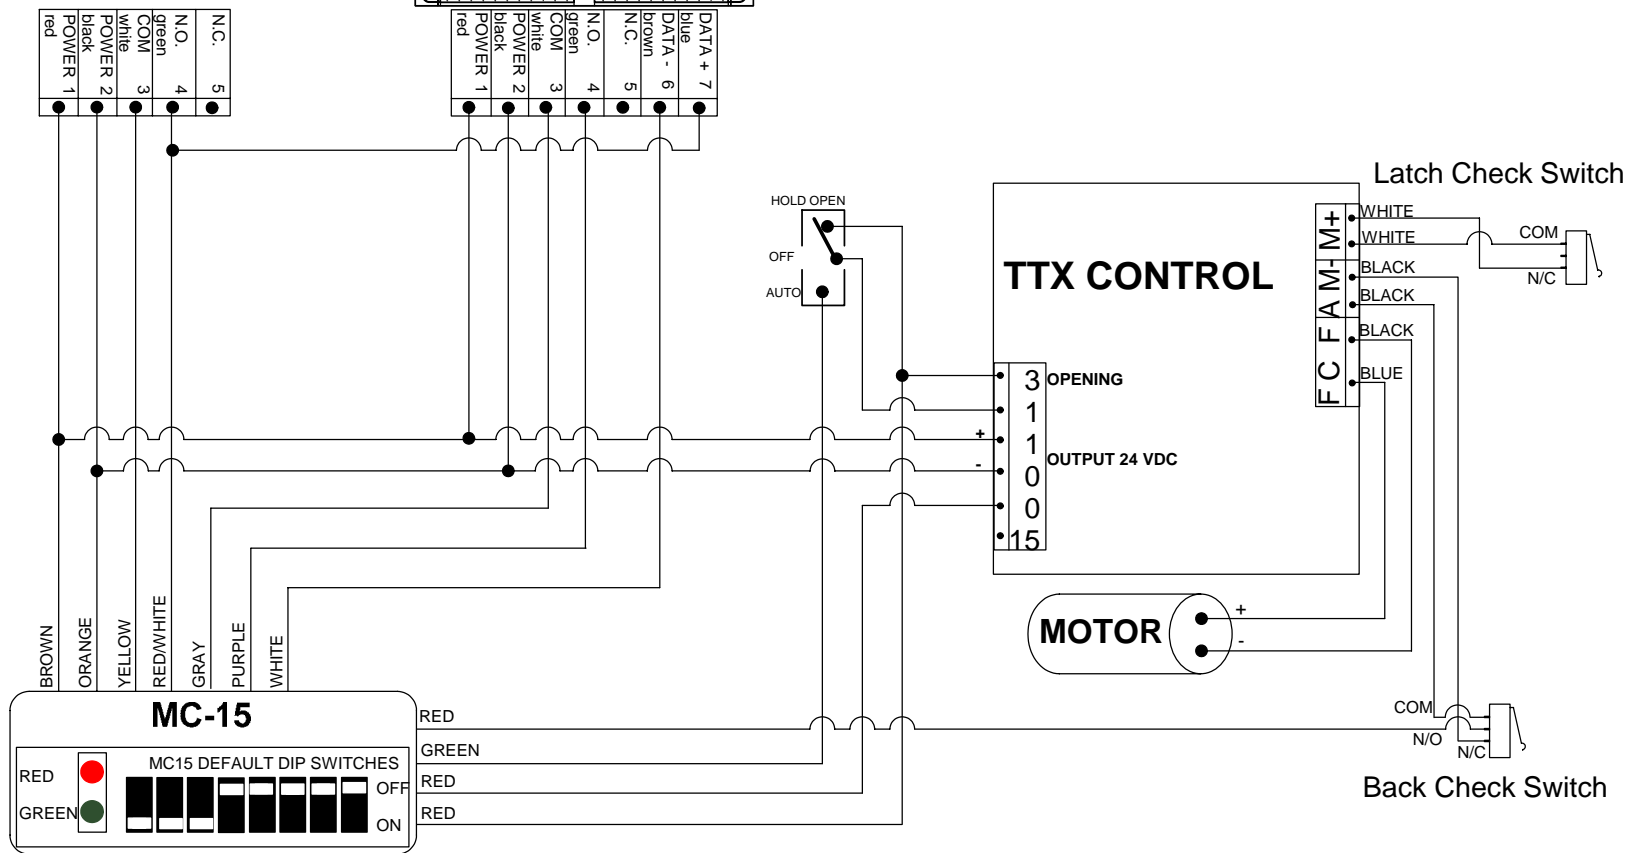 POWER 1
red
POWER 2
black
COM 3
white
N.O. 4
green
N.C. 5
POWER 1
red
POWER 2
black
COM 3
white
N.O. 4
green
N.C. 5
DATA - 6
brown
DATA + 7
blue
HOLD OPEN
OFF
AUTO
TTX CONTROL
3 OPENING
1
+ 1
OUTPUT 24 VDC
- 0
0
15
M+
M-
A
F
C
F
WHITE
WHITE
BLACK
BLACK
BLACK
BLUE
Latch Check Switch
COM
N/C
MOTOR
+
-
COM
N/O
N/C
Back Check Switch
BROWN
ORANGE
YELLOW
RED/WHITE
GRAY
PURPLE
WHITE
MC-15
MC15 DEFAULT DIP SWITCHES
RED
GREEN
OFF
ON
RED
GREEN
RED
RED